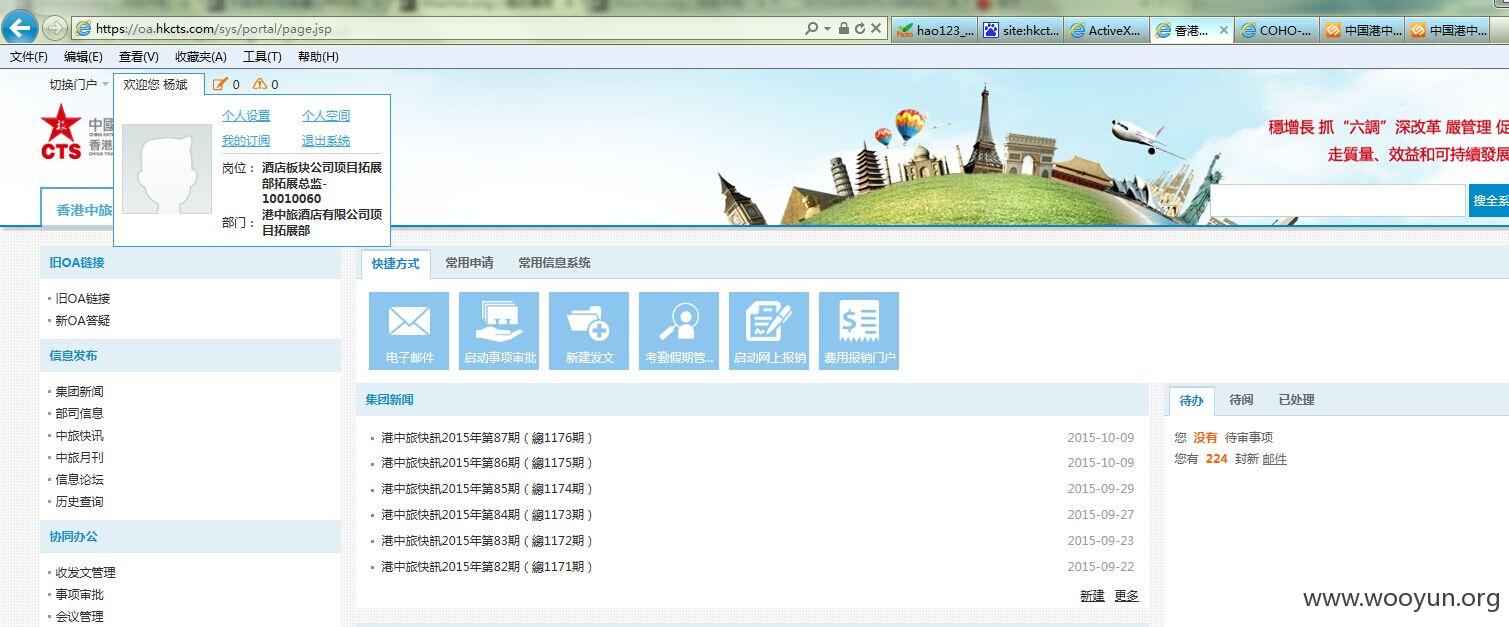 https://oa.hkcts.com/sys/portal/page.jsp
hao123_...
site:hkct...
ActiveX...
香港...
COHO-...
中国港中...
中国港中...
文件(F) 编辑(E) 查看(V) 收藏夹(A) 工具(T) 帮助(H)
切换门户
欢迎您 杨斌
0
0
CTS
中國
香港
穩增長 抓“六調”深改革 嚴管理 促
走質量、效益和可持續發展
搜全系
个人设置 个人空间
我的订阅 退出系统
岗位： 酒店板块公司项目拓展
部拓展总监-
10010060
部门： 港中旅酒店有限公司项
目拓展部
香港中旅
旧OA链接
旧OA链接
新OA答疑
信息发布
集团新闻
部司信息
中旅快讯
中旅月刊
信息论坛
历史查询
协同办公
收发文管理
事项审批
会议管理
快捷方式 常用申请 常用信息系统
电子邮件
启动事项审批
新建发文
考勤假期管...
启动网上报销
费用报销门户
集团新闻
港中旅快訊2015年第87期（總1176期） 2015-10-09
港中旅快訊2015年第86期（總1175期） 2015-10-09
港中旅快訊2015年第85期（總1174期） 2015-09-29
港中旅快訊2015年第84期（總1173期） 2015-09-27
港中旅快訊2015年第83期（總1172期） 2015-09-23
港中旅快訊2015年第82期（總1171期） 2015-09-22
新建 更多
待办 待阅 已处理
您 没有 待审事项
您有 224 封新 邮件
www.wooyun.org